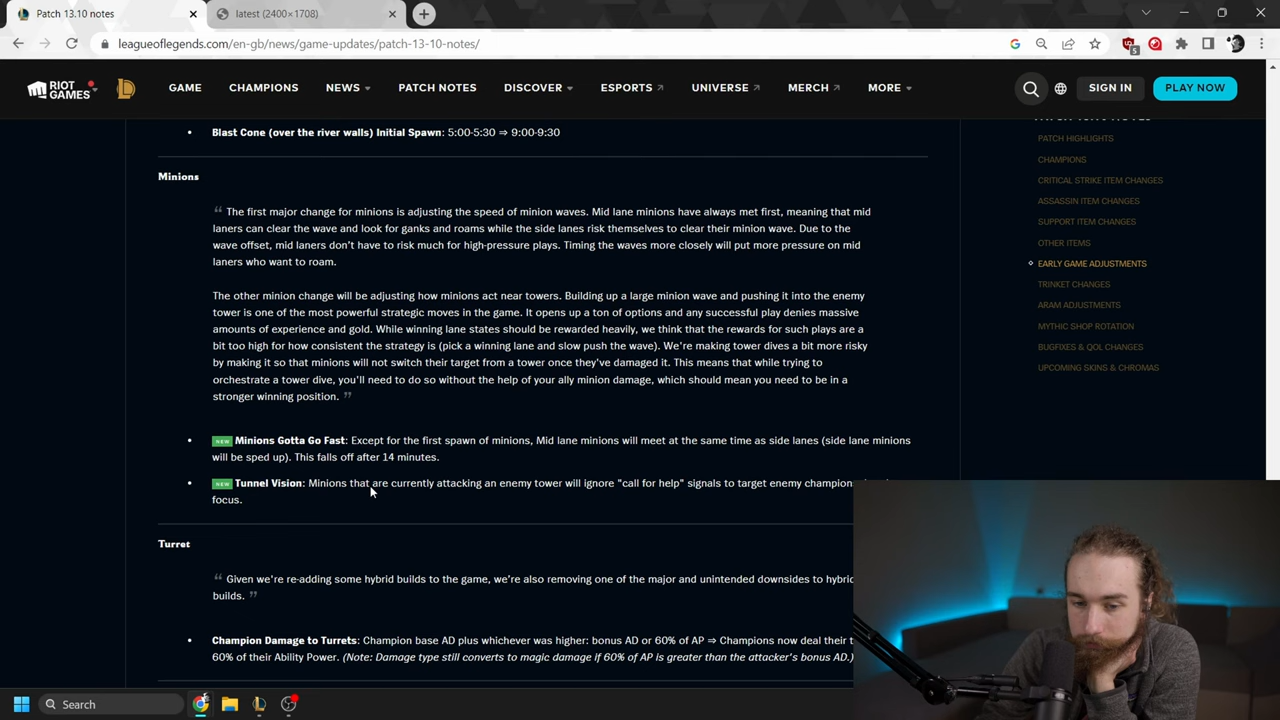 Patch 13.10 notes
latest (2400×1708)
leagueoflegends.com/en-gb/news/game-updates/patch-13-10-notes/
5
RIOT GAMES
GAME
CHAMPIONS
NEWS
PATCH NOTES
DISCOVER
ESPORTS
UNIVERSE
MERCH
MORE
SIGN IN
PLAY NOW
Blast Cone (over the river walls) Initial Spawn: 5:00-5:30 ⇒ 9:00-9:30
Minions
The first major change for minions is adjusting the speed of minion waves. Mid lane minions have always met first, meaning that mid
laners can clear the wave and look for ganks and roams while the side lanes risk themselves to clear their minion wave. Due to the
wave offset, mid laners don't have to risk much for high-pressure plays. Timing the waves more closely will put more pressure on mid
laners who want to roam.
The other minion change will be adjusting how minions act near towers. Building up a large minion wave and pushing it into the enemy
tower is one of the most powerful strategic moves in the game. It opens up a ton of options and any successful play denies massive
amounts of experience and gold. While winning lane states should be rewarded heavily, we think that the rewards for such plays are a
bit too high for how consistent the strategy is (pick a winning lane and slow push the wave). We're making tower dives a bit more risky
by making it so that minions will not switch their target from a tower once they've damaged it. This means that while trying to
orchestrate a tower dive, you'll need to do so without the help of your ally minion damage, which should mean you need to be in a
stronger winning position.
NEW Minions Gotta Go Fast: Except for the first spawn of minions, Mid lane minions will meet at the same time as side lanes (side lane minions
will be sped up). This falls off after 14 minutes.
NEW Tunnel Vision: Minions that are currently attacking an enemy tower will ignore "call for help" signals to target enemy champion
focus.
Turret
Given we're re-adding some hybrid builds to the game, we're also removing one of the major and unintended downsides to hybrid
builds.
Champion Damage to Turrets: Champion base AD plus whichever was higher: bonus AD or 60% of AP ⇒ Champions now deal their
60% of their Ability Power. (Note: Damage type still converts to magic damage if 60% of AP is greater than the attacker's bonus AD.)
PATCH HIGHLIGHTS
CHAMPIONS
CRITICAL STRIKE ITEM CHANGES
ASSASSIN ITEM CHANGES
SUPPORT ITEM CHANGES
OTHER ITEMS
EARLY GAME ADJUSTMENTS
TRINKET CHANGES
ARAM ADJUSTMENTS
MYTHIC SHOP ROTATION
BUGFIXES & QOL CHANGES
UPCOMING SKINS & CHROMAS
Search